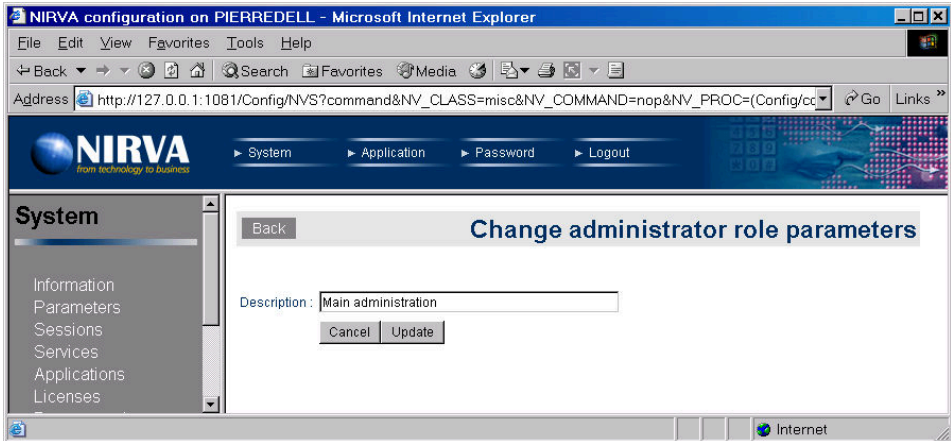 NIRVA configuration on PIERREDELL - Microsoft Internet Explorer
File Edit View Favorites Tools Help
Back Search Favorites Media
Address http://127.0.0.1:1081/Config/NVS?command&NV_CLASS=misc&NV_COMMAND=nop&NV_PROC=(Config/cc Go Links »
NIRVA
from technology to business
System Application Password Logout
System
Back Change administrator role parameters
Information
Parameters
Sessions
Services
Applications
Licenses
Description : Main administration
Cancel Update
Internet